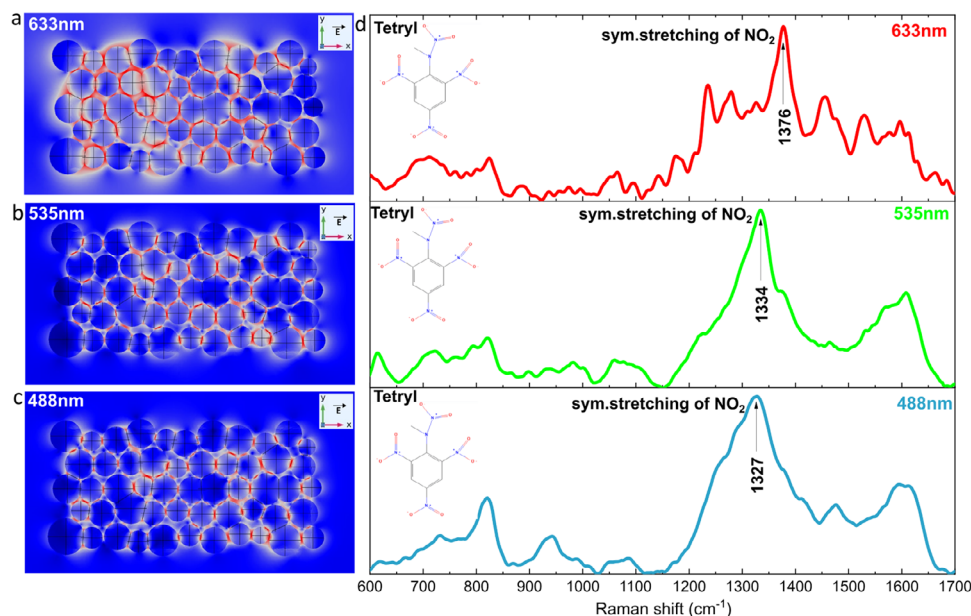 a
633nm
y
E
x
b
535nm
y
E
x
c
488nm
y
E
x
d
Tetryl
sym.stretching of NO₂
633nm
1376
Tetryl
sym.stretching of NO₂
535nm
1334
Tetryl
sym.stretching of NO₂
488nm
1327
600 700 800 900 1000 1100 1200 1300 1400 1500 1600 1700
Raman shift (cm⁻¹)